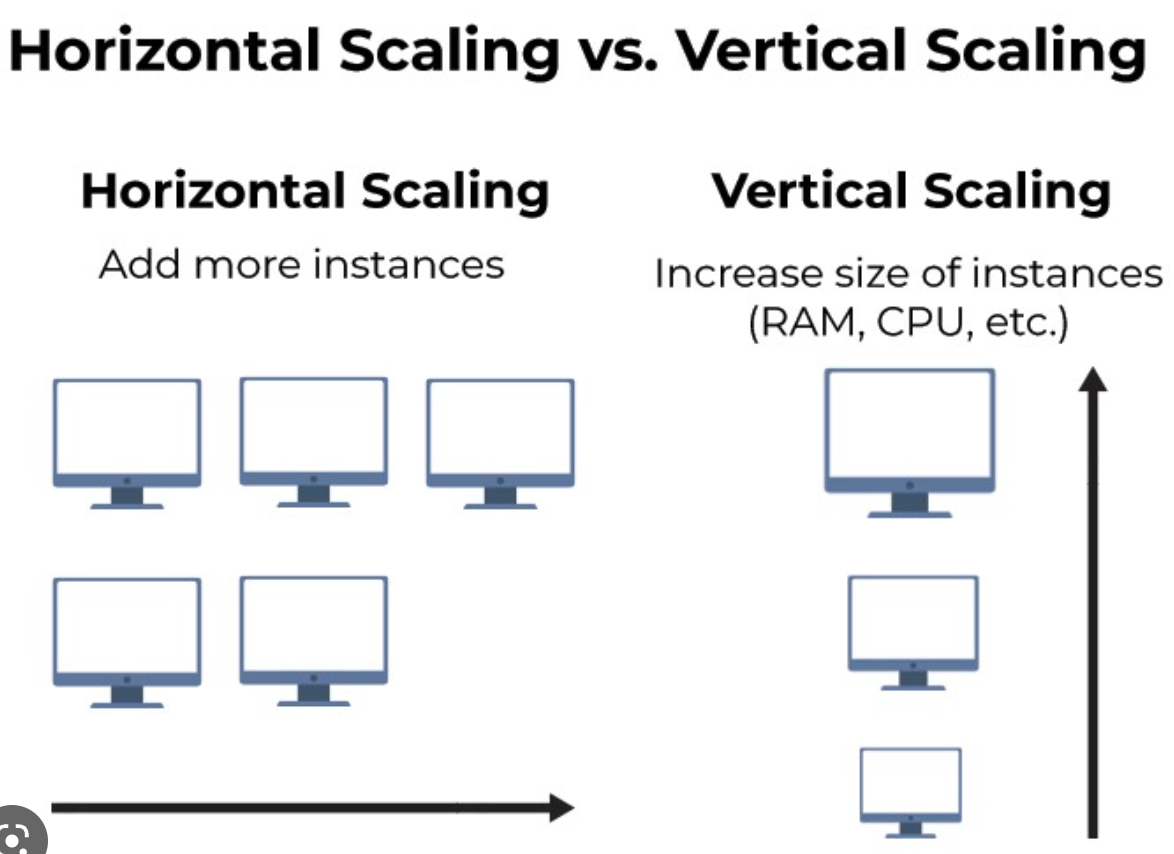 Horizontal Scaling vs. Vertical Scaling
Horizontal Scaling
Add more instances
Vertical Scaling
Increase size of instances
(RAM, CPU, etc.)